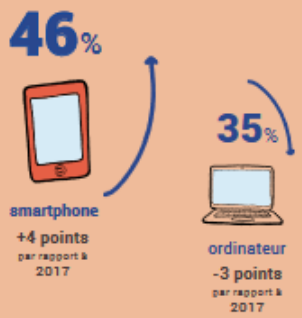 46%
smartphone
+4 points
par rapport à
2017
35%
ordinateur
-3 points
par rapport à
2017